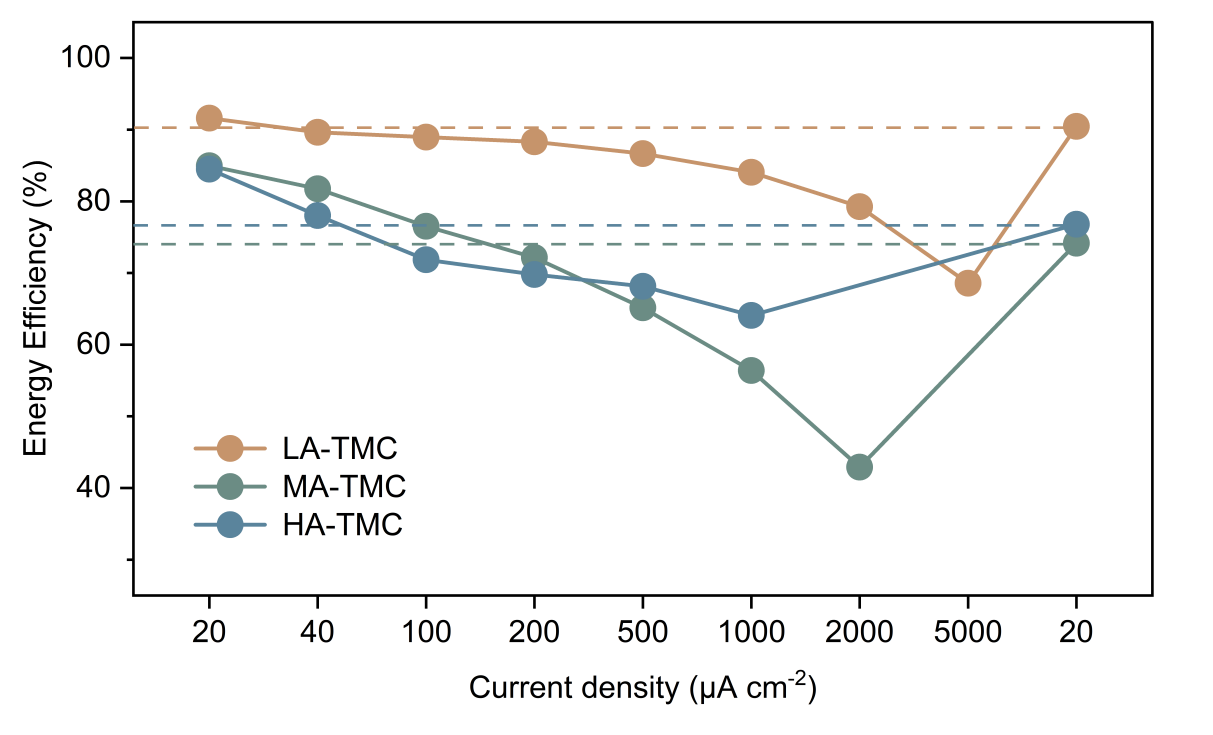 100
80
60
40
Energy Efficiency (%)
LA-TMC
MA-TMC
HA-TMC
20 40 100 200 500 1000 2000 5000 20
Current density (µA cm⁻²)